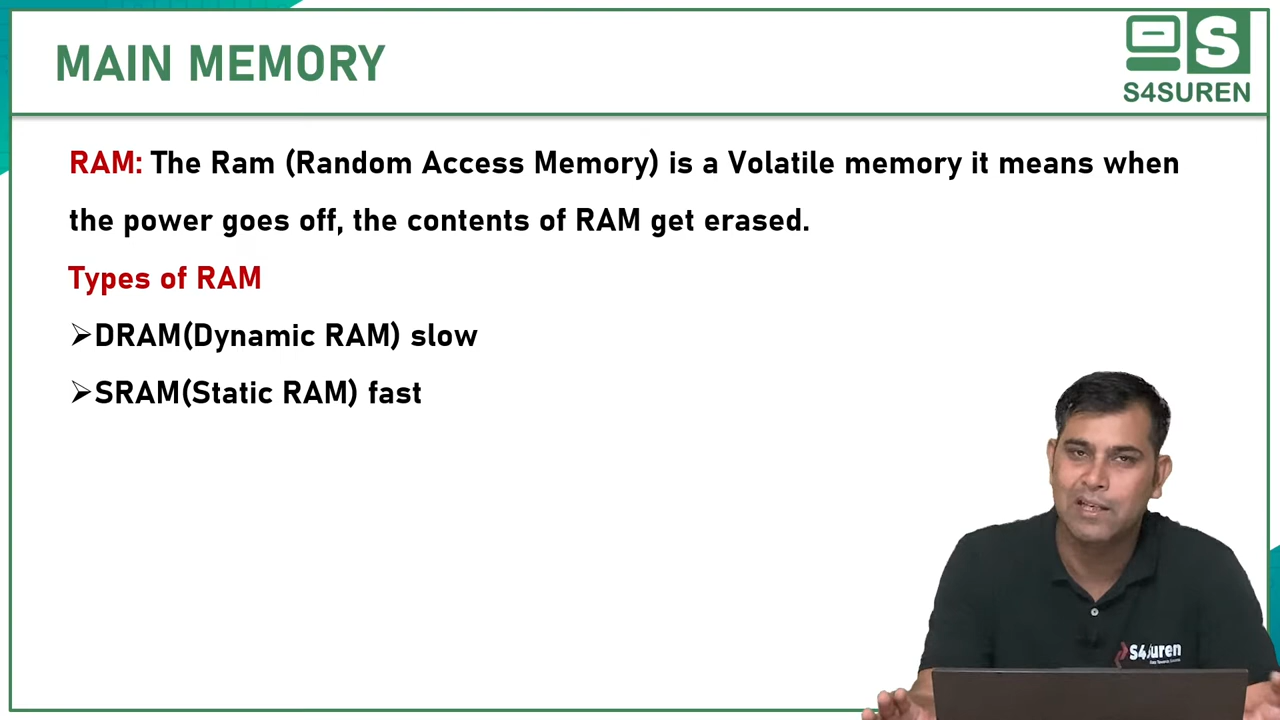 MAIN MEMORY
S
S4SUREN
RAM: The Ram (Random Access Memory) is a Volatile memory it means when
the power goes off, the contents of RAM get erased.
Types of RAM
➢DRAM(Dynamic RAM) slow
➢SRAM(Static RAM) fast
S4Suren